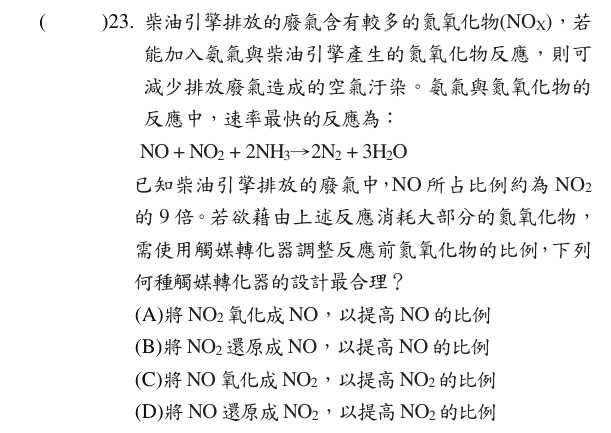 (　　)23. 柴油引擎排放的廢氣含有較多的氮氧化物(NOX)，若
能加入氨氣與柴油引擎產生的氮氧化物反應，則可
減少排放廢氣造成的空氣汙染。氨氣與氮氧化物的
反應中，速率最快的反應為：
NO + NO2 + 2NH3→2N2 + 3H2O
已知柴油引擎排放的廢氣中，NO 所占比例約為 NO2
的 9 倍。若欲藉由上述反應消耗大部分的氮氧化物，
需使用觸媒轉化器調整反應前氮氧化物的比例，下列
何種觸媒轉化器的設計最合理？
(A)將 NO2 氧化成 NO，以提高 NO 的比例
(B)將 NO2 還原成 NO，以提高 NO 的比例
(C)將 NO 氧化成 NO2，以提高 NO2 的比例
(D)將 NO 還原成 NO2，以提高 NO2 的比例